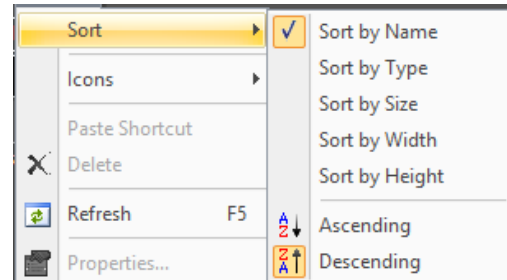 Sort
Icons
Paste Shortcut
Delete
Refresh F5
Properties...
Sort by Name
Sort by Type
Sort by Size
Sort by Width
Sort by Height
Ascending
Descending